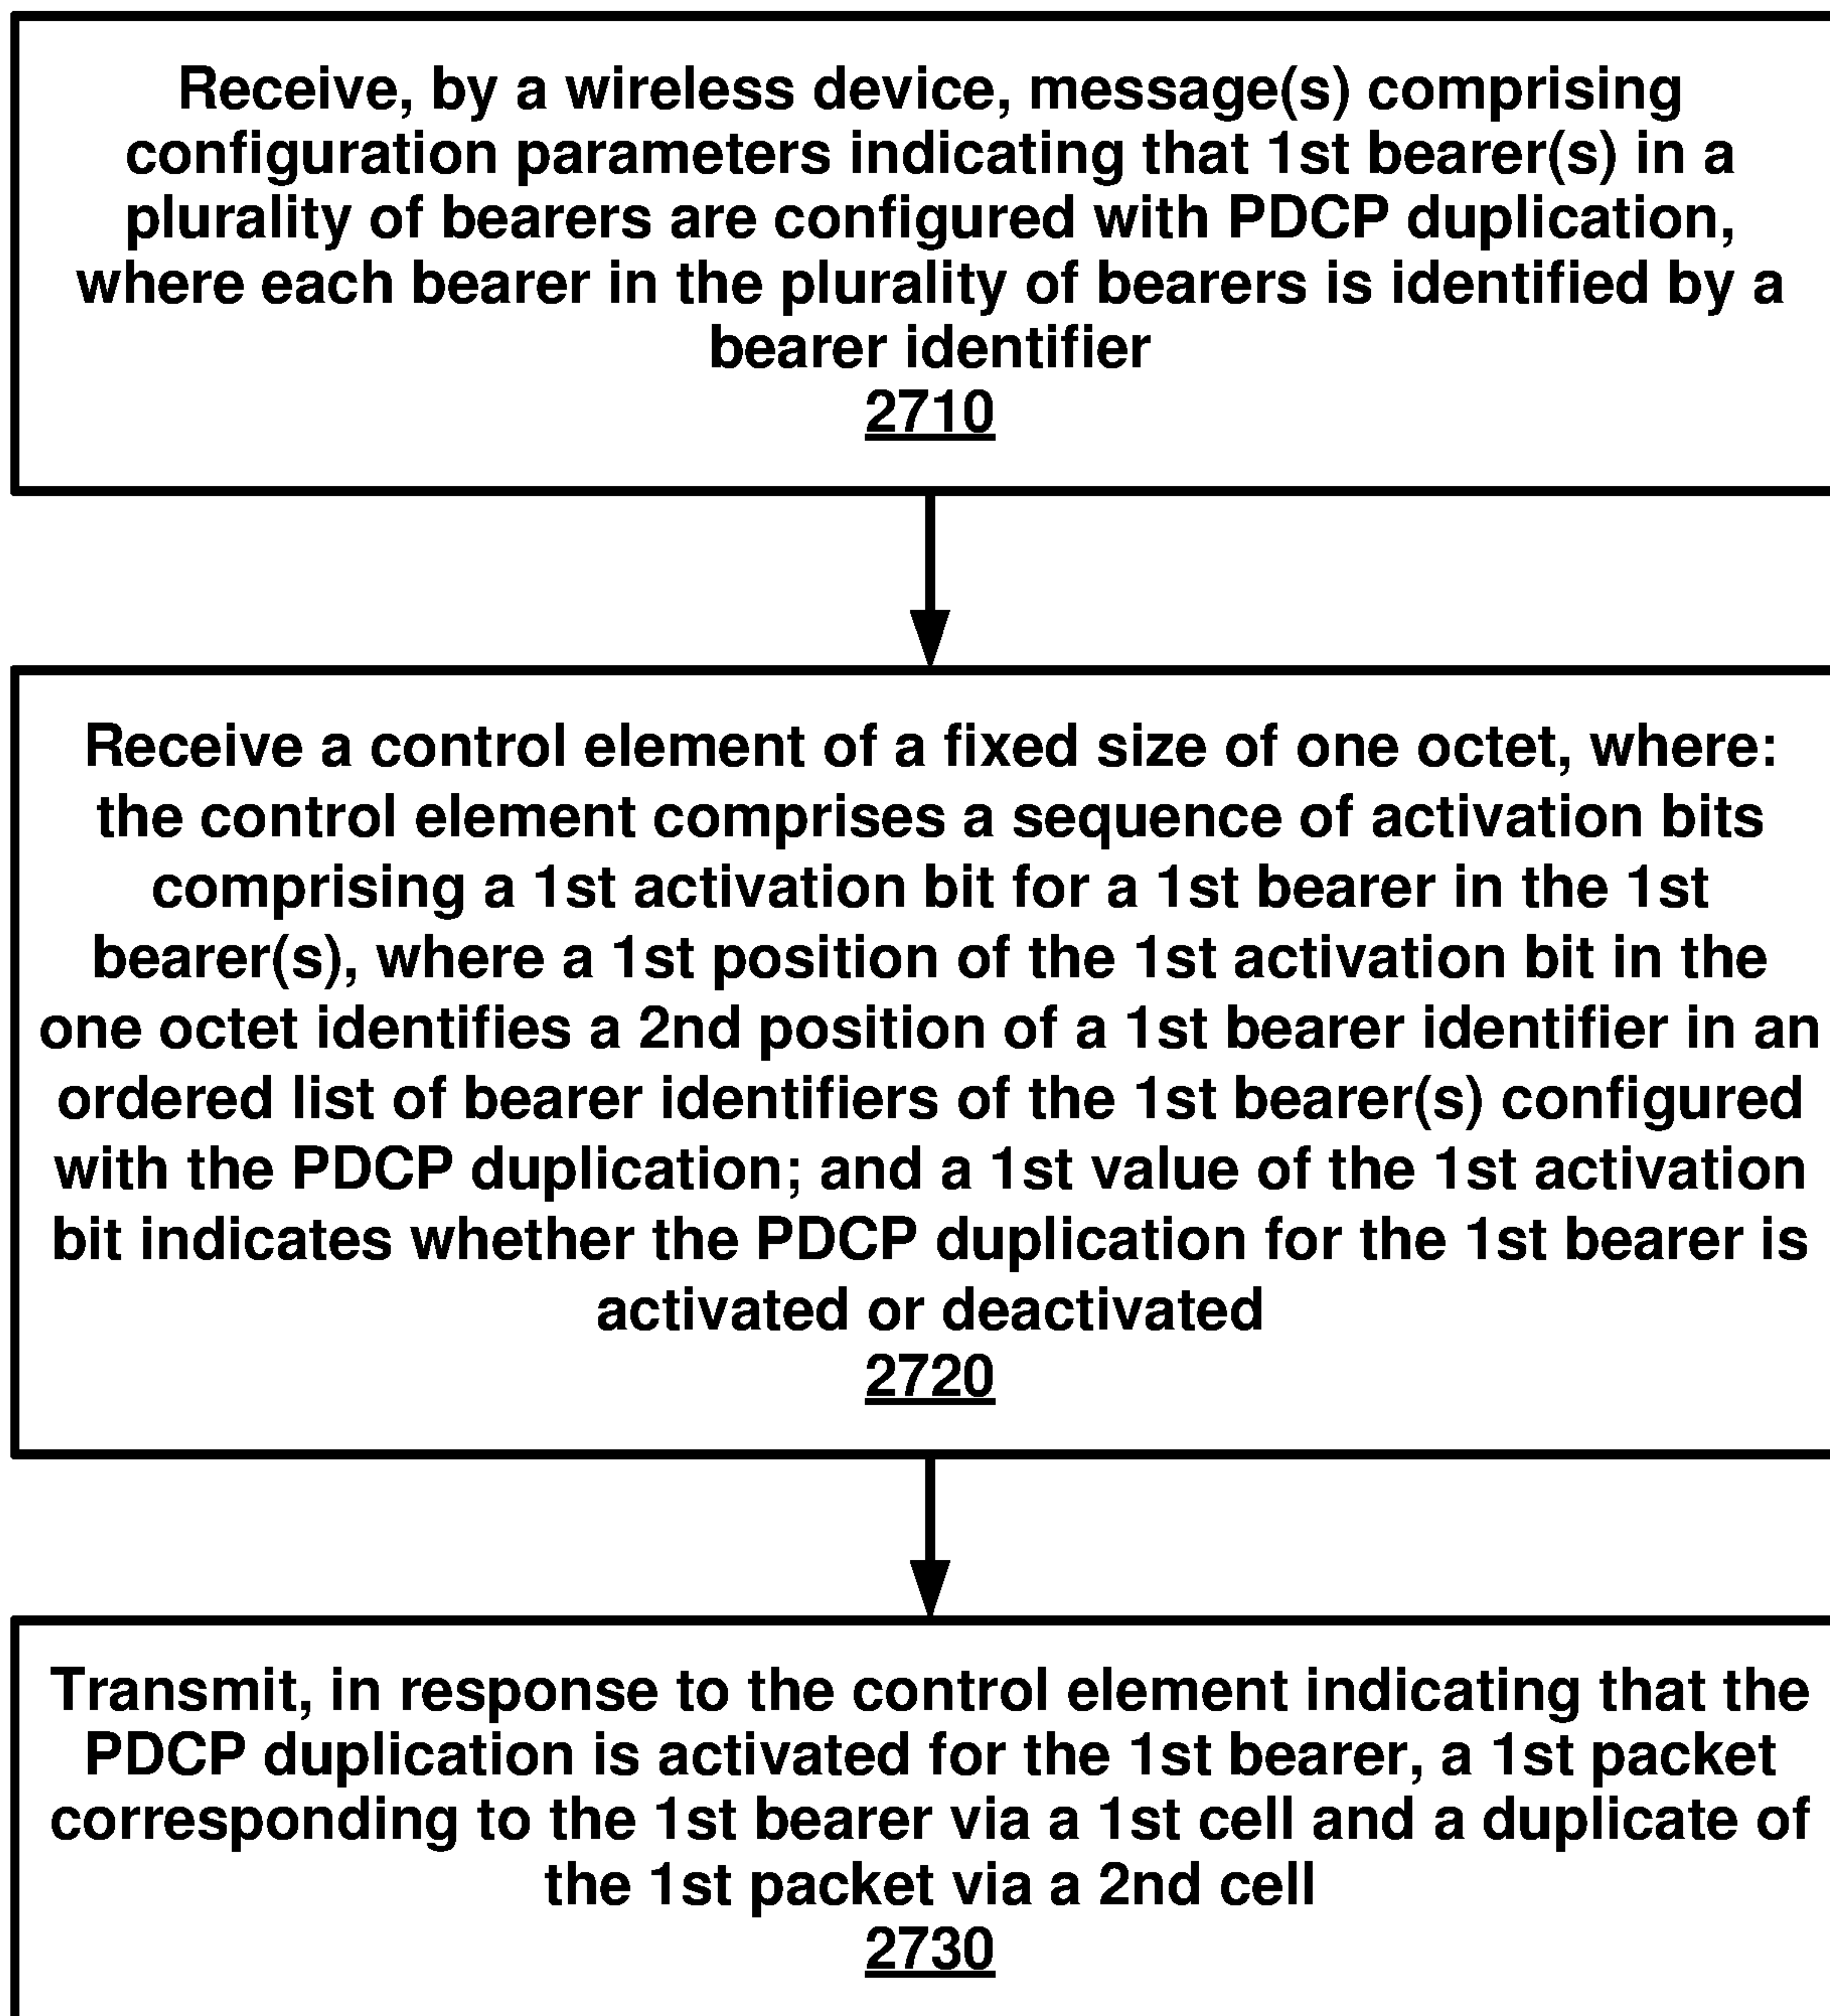 Receive, by a wireless device, message(s) comprising
configuration parameters indicating that 1st bearer(s) in a
plurality of bearers are configured with PDCP duplication,
where each bearer in the plurality of bearers is identified by a
bearer identifier
2710
Receive a control element of a fixed size of one octet, where:
the control element comprises a sequence of activation bits
comprising a 1st activation bit for a 1st bearer in the 1st
bearer(s), where a 1st position of the 1st activation bit in the
one octet identifies a 2nd position of a 1st bearer identifier in an
ordered list of bearer identifiers of the 1st bearer(s) configured
with the PDCP duplication; and a 1st value of the 1st activation
bit indicates whether the PDCP duplication for the 1st bearer is
activated or deactivated
2720
Transmit, in response to the control element indicating that the
PDCP duplication is activated for the 1st bearer, a 1st packet
corresponding to the 1st bearer via a 1st cell and a duplicate of
the 1st packet via a 2nd cell
2730